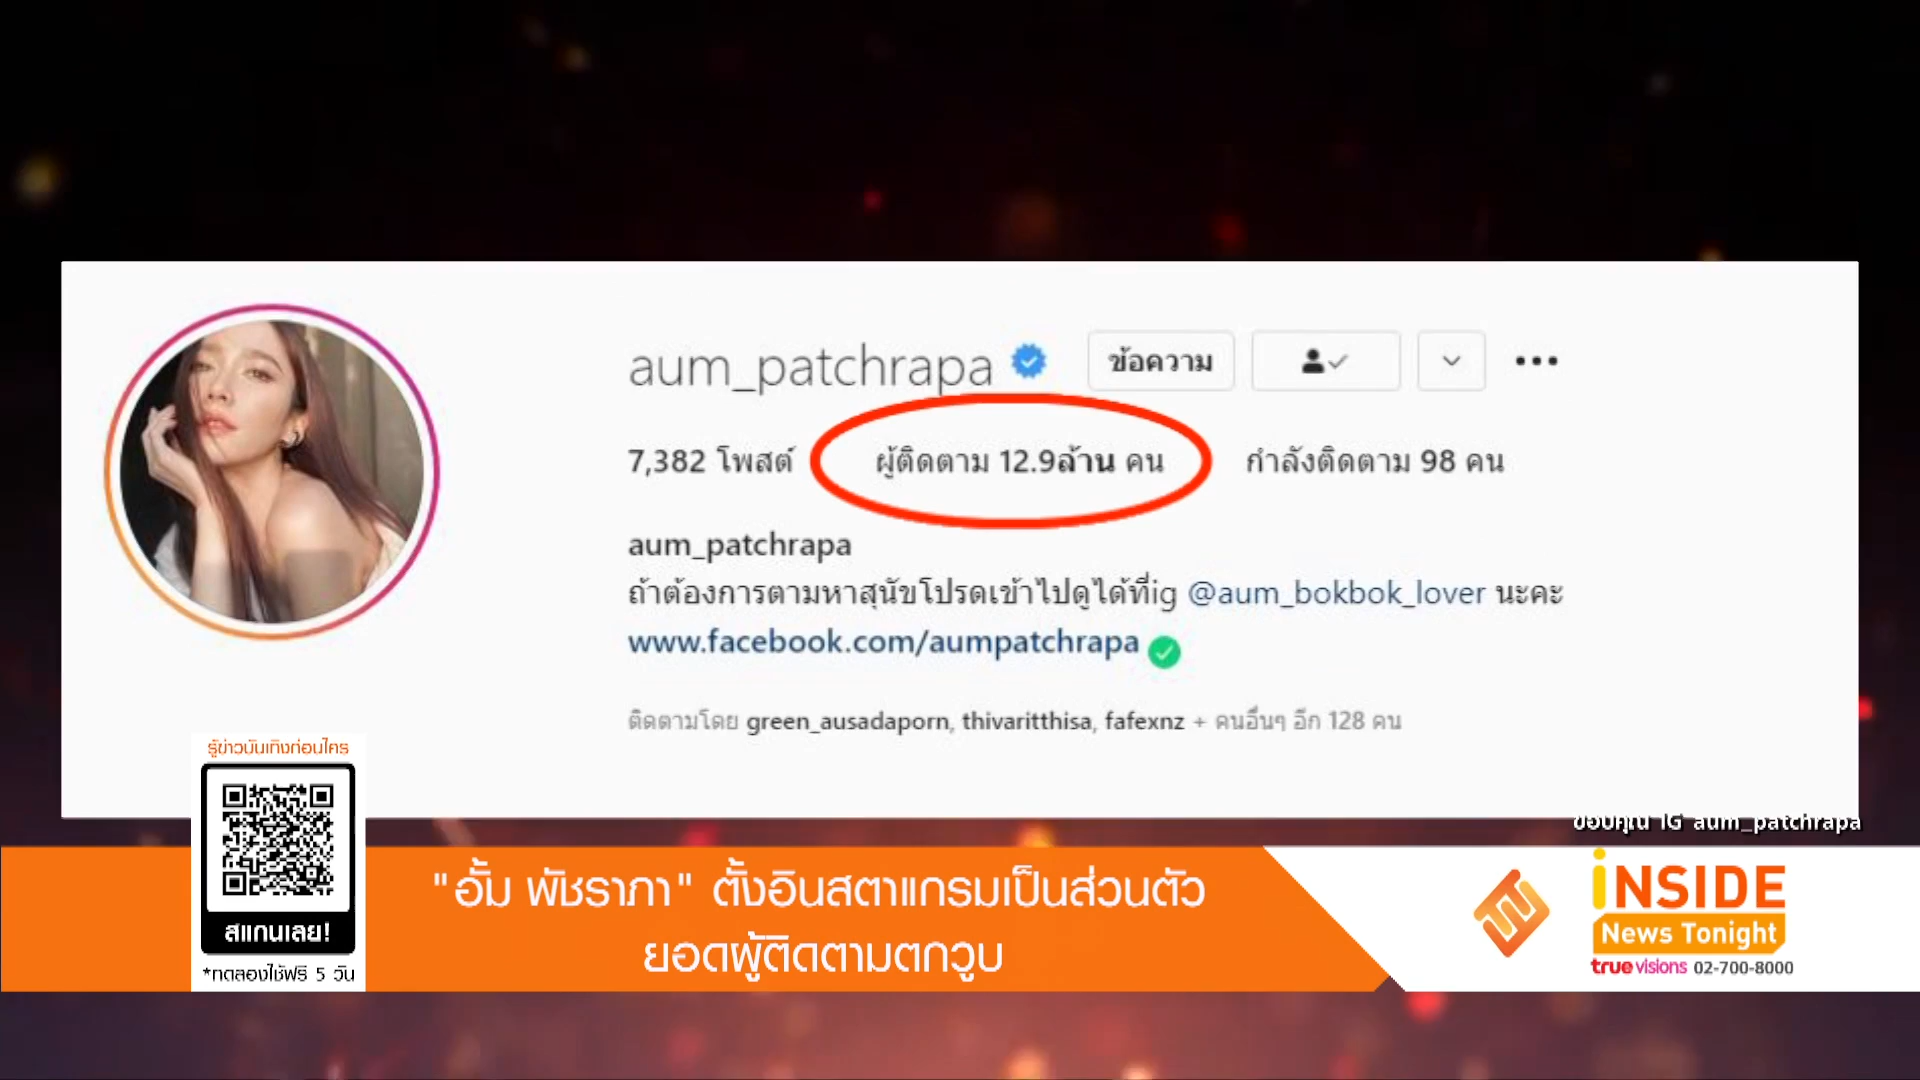 aum_patchrapa
ข้อความ
7,382 โพสต์ ผู้ติดตาม 12.9ล้าน คน กำลังติดตาม 98 คน
aum_patchrapa
ถ้าต้องการตามหาสุนัขโปรดเข้าไปดูได้ที่ig @aum_bokbok_lover นะคะ
www.facebook.com/aumpatchrapa
ติดตามโดย green_ausadaporn, thivaritthisa, fafexnz + คนอื่นๆ อีก 128 คน
ขอบคุณ IG aum_patchrapa
รู้ข่าวบันเทิงก่อนใคร
สแกนเลย!
*ทดลองใช้ฟรี 5 วัน
"อั้ม พัชราภา" ตั้งอินสตาแกรมเป็นส่วนตัว
ยอดผู้ติดตามตกวูบ
iNSIDE
News Tonight
truevisions 02-700-8000